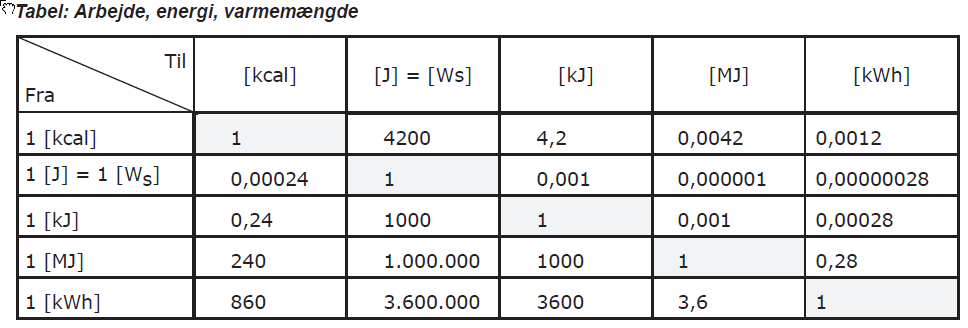 Tabel: Arbejde, energi, varmemængde
Til
Fra
[kcal] [J] = [Ws] [kJ] [MJ] [kWh]
1 [kcal] 1 4200 4,2 0,0042 0,0012
1 [J] = 1 [Ws] 0,00024 1 0,001 0,000001 0,00000028
1 [kJ] 0,24 1000 1 0,001 0,00028
1 [MJ] 240 1.000.000 1000 1 0,28
1 [kWh] 860 3.600.000 3600 3,6 1